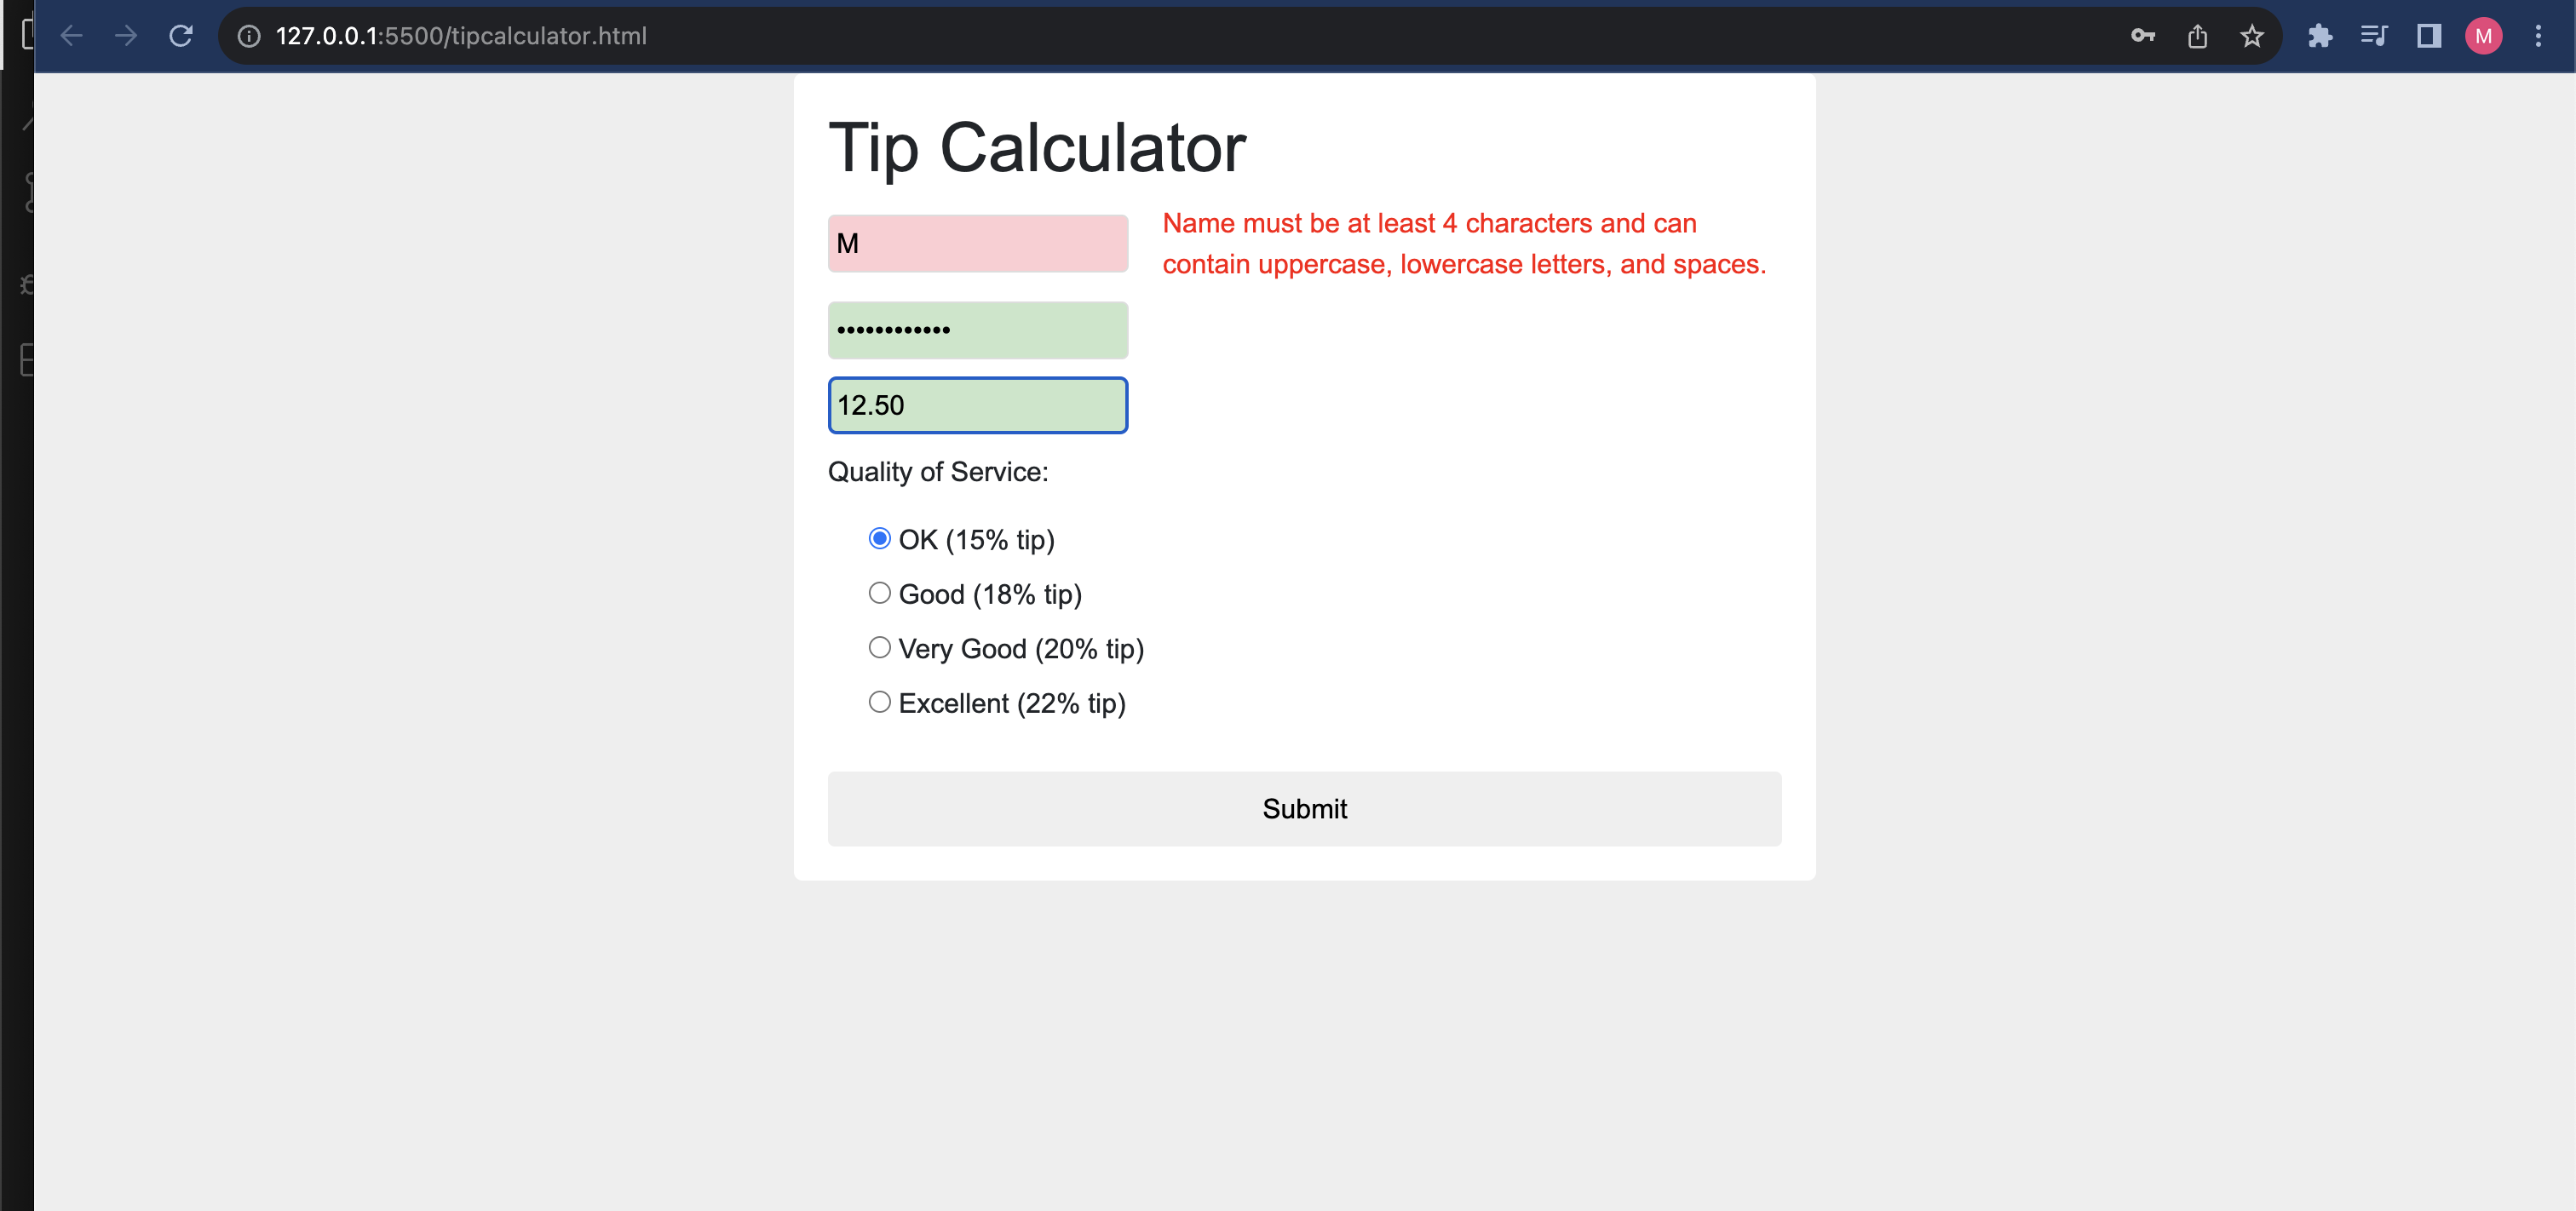 127.0.0.1:5500/tipcalculator.html
M
Tip Calculator
M
Name must be at least 4 characters and can
contain uppercase, lowercase letters, and spaces.
••••••••••••
12.50
Quality of Service:
OK (15% tip)
Good (18% tip)
Very Good (20% tip)
Excellent (22% tip)
Submit